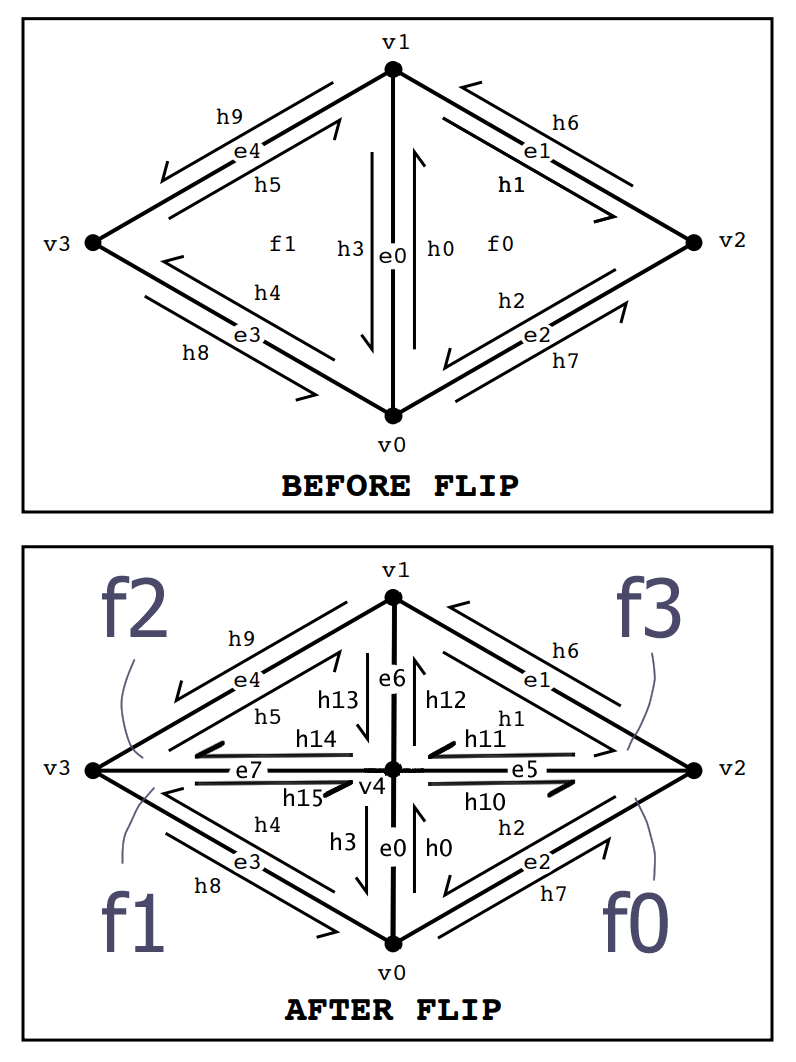 v1
h9
h6
e4
e1
h5
h1
v3
f1
h3
e0
h0
f0
v2
h4
h2
e3
e2
h8
h7
v0
BEFORE FLIP
v1
f2
f3
h9
h6
e4
e6
e1
h13
h12
h5
h1
h14
h11
v3
e7
e5
v2
v4
h15
h10
h4
h2
h3
e0
h0
e3
e2
h8
h7
f1
f0
v0
AFTER FLIP